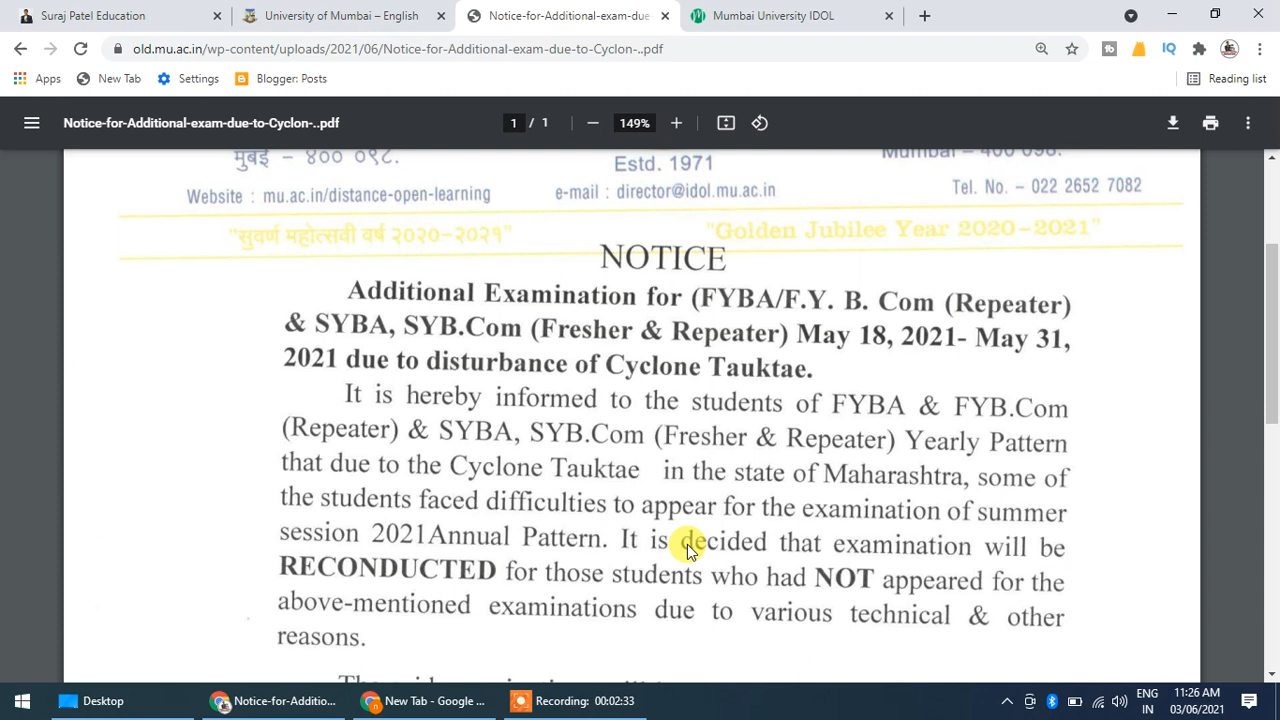 Suraj Patel Education
University of Mumbai – English
Notice-for-Additional-exam-due
Mumbai University IDOL
old.mu.ac.in/wp-content/uploads/2021/06/Notice-for-Additional-exam-due-to-Cyclon-..pdf
IQ
Apps
New Tab
Settings
Blogger: Posts
Reading list
Notice-for-Additional-exam-due-to-Cyclon-..pdf
1 / 1
149%
मुंबई – ४०० ०९८.
Estd. 1971
Mumbai – 400 098.
Website : mu.ac.in/distance-open-learning
e-mail : director@idol.mu.ac.in
Tel. No. – 022 2652 7082
"सुवर्ण महोत्सवी वर्ष २०२०-२०२१"
"Golden Jubilee Year 2020-2021"
NOTICE
Additional Examination for (FYBA/F.Y. B. Com (Repeater)
& SYBA, SYB.Com (Fresher & Repeater) May 18, 2021- May 31,
2021 due to disturbance of Cyclone Tauktae.
It is hereby informed to the students of FYBA & FYB.Com
(Repeater) & SYBA, SYB.Com (Fresher & Repeater) Yearly Pattern
that due to the Cyclone Tauktae in the state of Maharashtra, some of
the students faced difficulties to appear for the examination of summer
session 2021Annual Pattern. It is decided that examination will be
RECONDUCTED for those students who had NOT appeared for the
above-mentioned examinations due to various technical & other
reasons.
Desktop
Notice-for-Additio...
New Tab - Google ...
Recording: 00:02:33
ENG
IN
11:26 AM
03/06/2021